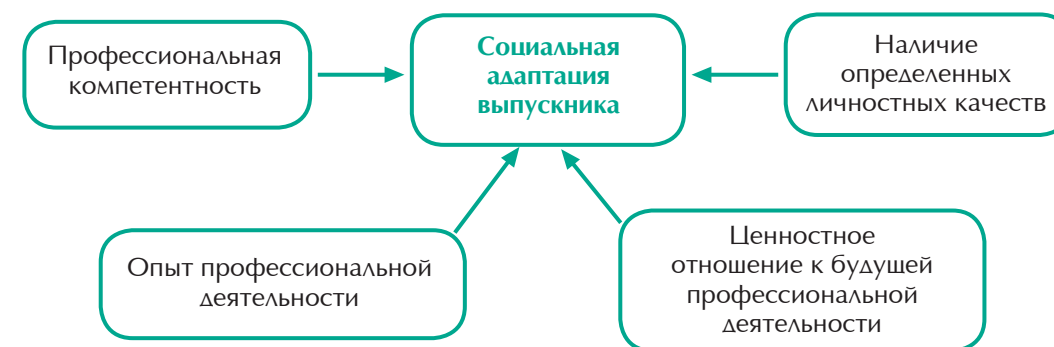 Профессиональная
компетентность
Социальная
адаптация
выпускника
Наличие
определенных
личностных качеств
Опыт профессиональной
деятельности
Ценностное
отношение к будущей
профессиональной
деятельности